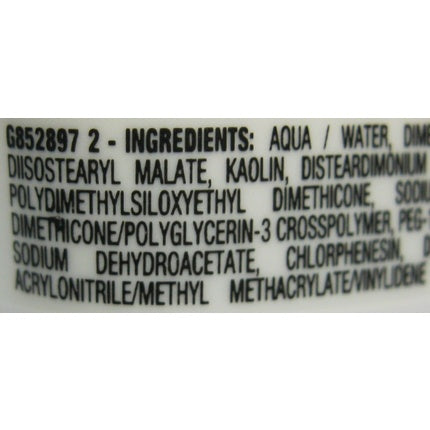 G852897 2 - INGREDIENTS: AQUA / WATER, DIME
DIISOSTEARYL MALATE, KAOLIN, DISTEARDIMONIUM
POLYDIMETHYLSILOXYETHYL DIMETHICONE, SODIU
DIMETHICONE/POLYGLYCERIN-3 CROSSPOLYMER, PEG-
SODIUM DEHYDROACETATE, CHLORPHENESIN, D
ACRYLONITRILE/METHYL METHACRYLATE/VINYLIDENE